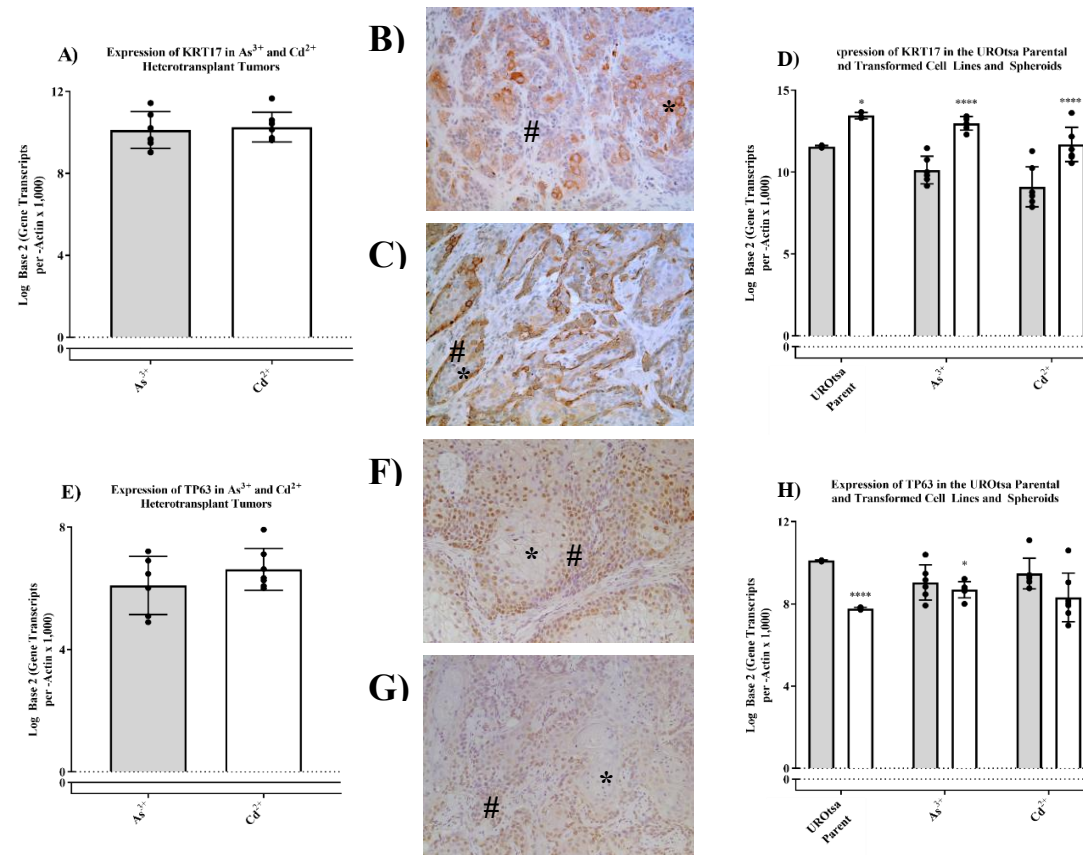 A)
Expression of KRT17 in As³⁺ and Cd²⁺
Heterotransplant Tumors
Log Base 2 (Gene Transcripts
per -Actin x 1,000)
12
8
4
0
0
As³⁺
Cd²⁺
B)
#
*
C)
#
*
D)
xpression of KRT17 in the UROtsa Parental
nd Transformed Cell Lines and Spheroids
Log Base 2 (Gene Transcripts
per -Actin x 1,000)
15
10
5
0
0
*
****
****
UROtsa
Parent
As³⁺
Cd²⁺
E)
Expression of TP63 in As³⁺ and Cd²⁺
Heterotransplant Tumors
Log Base 2 (Gene Transcripts
per -Actin x 1,000)
8
4
0
0
As³⁺
Cd²⁺
F)
*
#
G)
*
#
H)
Expression of TP63 in the UROtsa Parental
and Transformed Cell Lines and Spheroids
Log Base 2 (Gene Transcripts
per -Actin x 1,000)
12
8
4
0
0
****
*
UROtsa
Parent
As³⁺
Cd²⁺